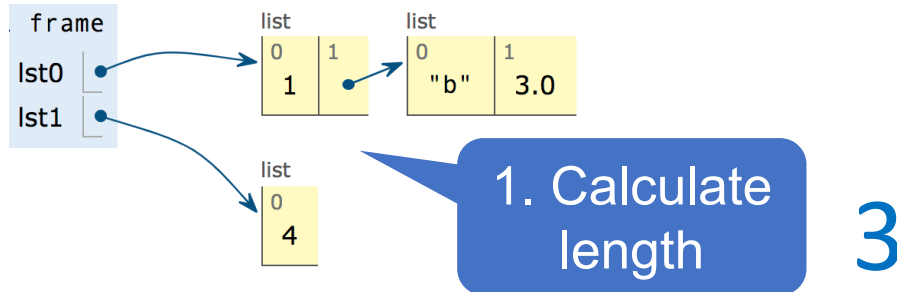 . frame
lst0
lst1
list
0 1
1
list
0 1
"b" 3.0
list
0
4
1. Calculate
length
3